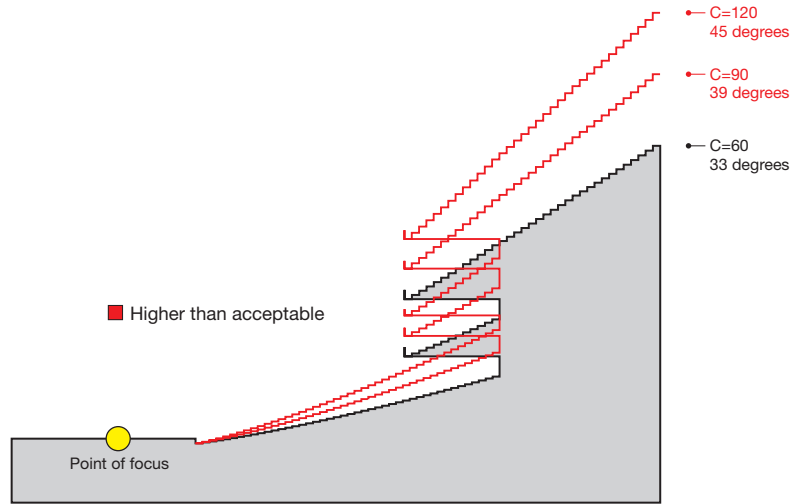 C=120
45 degrees
C=90
39 degrees
C=60
33 degrees
Higher than acceptable
Point of focus